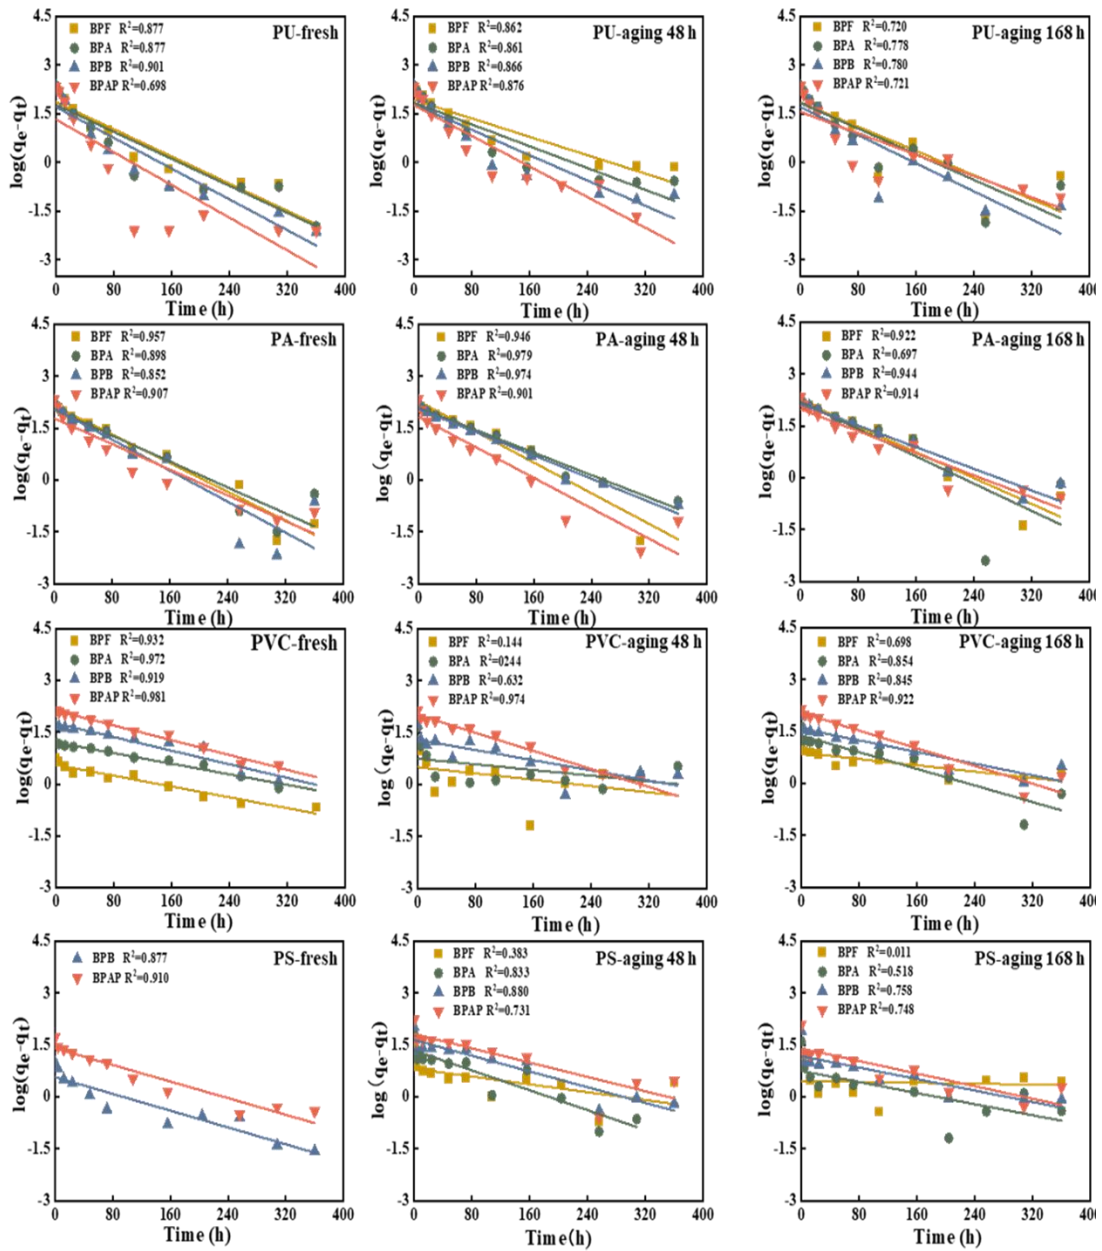 PU-fresh
BPF R²=0.877
BPA R²=0.877
BPB R²=0.901
BPAP R²=0.698
log(qe-qt)
4.5
3
1.5
0
-1.5
-3
0 80 160 240 320 400
Time (h)
PU-aging 48 h
BPF R²=0.862
BPA R²=0.861
BPB R²=0.866
BPAP R²=0.876
log(qe-qt)
4.5
3
1.5
0
-1.5
-3
0 80 160 240 320 400
Time (h)
PU-aging 168 h
BPF R²=0.720
BPA R²=0.778
BPB R²=0.780
BPAP R²=0.721
log(qe-qt)
4.5
3
1.5
0
-1.5
-3
0 80 160 240 320 400
Time (h)
PA-fresh
BPF R²=0.957
BPA R²=0.898
BPB R²=0.852
BPAP R²=0.907
log(qe-qt)
4.5
3
1.5
0
-1.5
-3
0 80 160 240 320 400
Time (h)
PA-aging 48 h
BPF R²=0.946
BPA R²=0.979
BPB R²=0.974
BPAP R²=0.901
log (qe-qt)
4.5
3
1.5
0
-1.5
-3
0 80 160 240 320 400
Time (h)
PA-aging 168 h
BPF R²=0.922
BPA R²=0.697
BPB R²=0.944
BPAP R²=0.914
log(qe-qt)
4.5
3
1.5
0
-1.5
-3
0 80 160 240 320 400
Time (h)
PVC-fresh
BPF R²=0.932
BPA R²=0.972
BPB R²=0.919
BPAP R²=0.981
log(qe-qt)
4.5
3
1.5
0
-1.5
-3
0 80 160 240 320 400
Time (h)
PVC-aging 48 h
BPF R²=0.144
BPA R²=0244
BPB R²=0.632
BPAP R²=0.974
log (qe-qt)
4.5
3
1.5
0
-1.5
-3
0 80 160 240 320 400
Time (h)
PVC-aging 168 h
BPF R²=0.698
BPA R²=0.854
BPB R²=0.845
BPAP R²=0.922
log(qe-qt)
4.5
3
1.5
0
-1.5
-3
0 80 160 240 320 400
Time (h)
PS-fresh
BPB R²=0.877
BPAP R²=0.910
log(qe-qt)
4.5
3
1.5
0
-1.5
-3
0 80 160 240 320 400
Time (h)
PS-aging 48 h
BPF R²=0.383
BPA R²=0.833
BPB R²=0.880
BPAP R²=0.731
log (qe-qt)
4.5
3
1.5
0
-1.5
-3
0 80 160 240 320 400
Time(h)
PS-aging 168 h
BPF R²=0.011
BPA R²=0.518
BPB R²=0.758
BPAP R²=0.748
log(qe-qt)
4.5
3
1.5
0
-1.5
-3
0 80 160 240 320 400
Time (h)